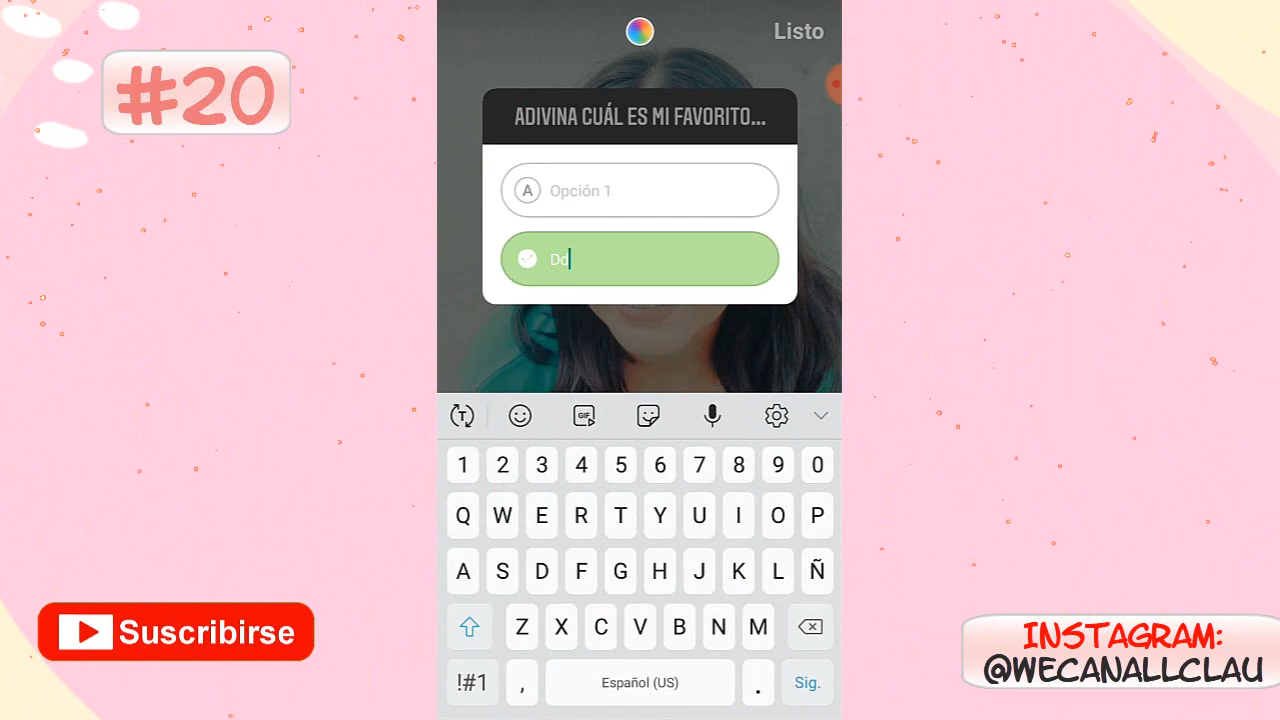 #20
Listo
ADIVINA CUÁL ES MI FAVORITO...
A Opción 1
Dd
GIF
1 2 3 4 5 6 7 8 9 0
Q W E R T Y U I O P
A S D F G H J K L Ñ
Z X C V B N M
!#1 , Español (US) . Sig.
Suscribirse
INSTAGRAM:
@WECANALLCLAU